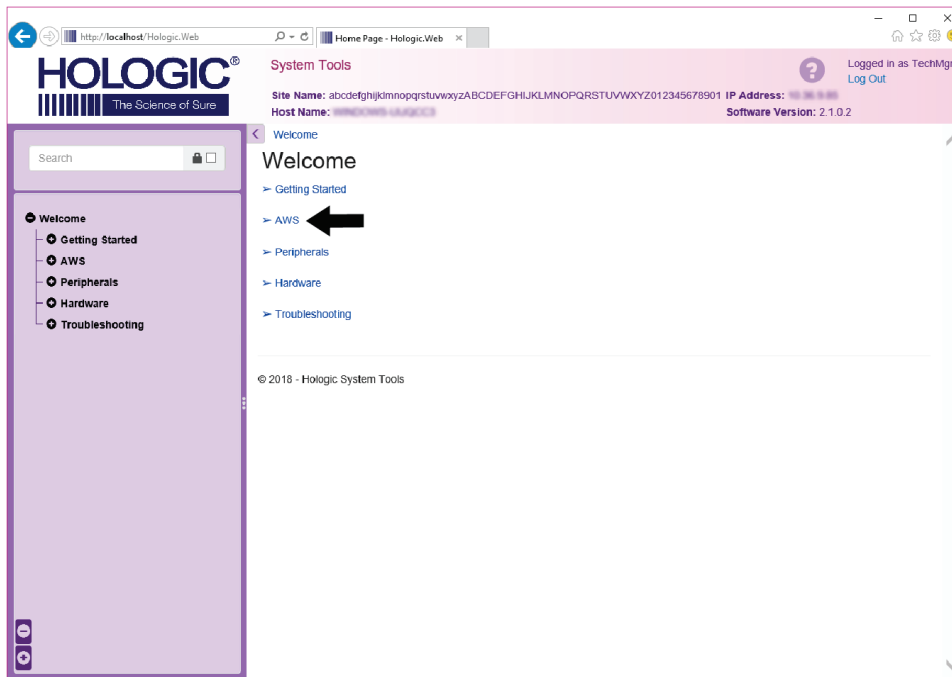 http://localhost/Hologic.Web
Home Page - Hologic.Web
HOLOGIC®
The Science of Sure
System Tools
Logged in as TechMgr
Log Out
Site Name: abcdefghijklmnopqrstuvwxyzABCDEFGHIJKLMNOPQRSTUVWXYZ012345678901 IP Address:
Host Name:
Software Version: 2.1.0.2
Search
Welcome
Getting Started
AWS
Peripherals
Hardware
Troubleshooting
Welcome
Welcome
Getting Started
AWS
Peripherals
Hardware
Troubleshooting
© 2018 - Hologic System Tools